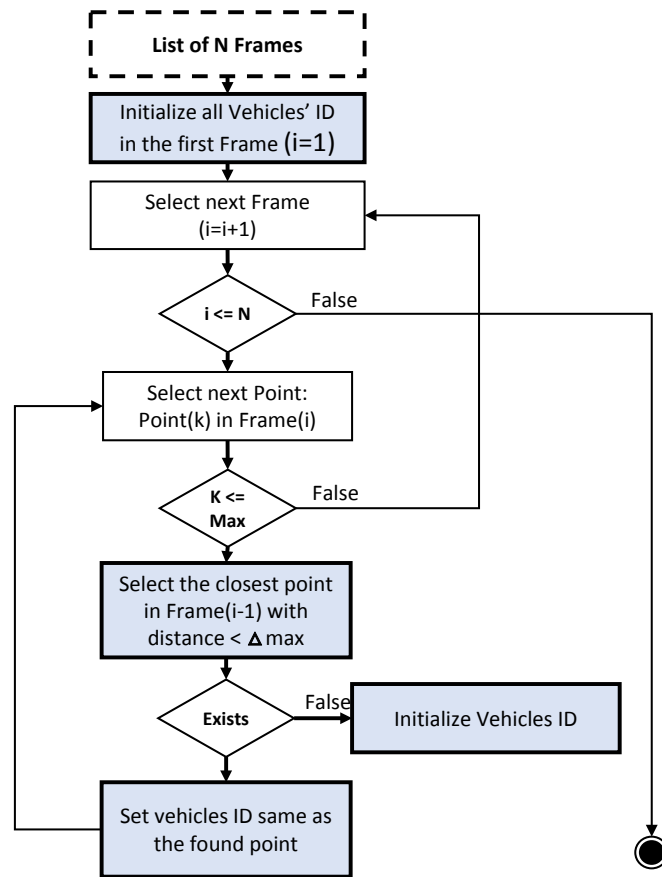 List of N Frames
Initialize all Vehicles' ID
in the first Frame (i=1)
Select next Frame
(i=i+1)
i <= N
False
Select next Point:
Point(k) in Frame(i)
K <=
Max
False
Select the closest point
in Frame(i-1) with
distance < Δ max
Exists
False
Initialize Vehicles ID
Set vehicles ID same as
the found point